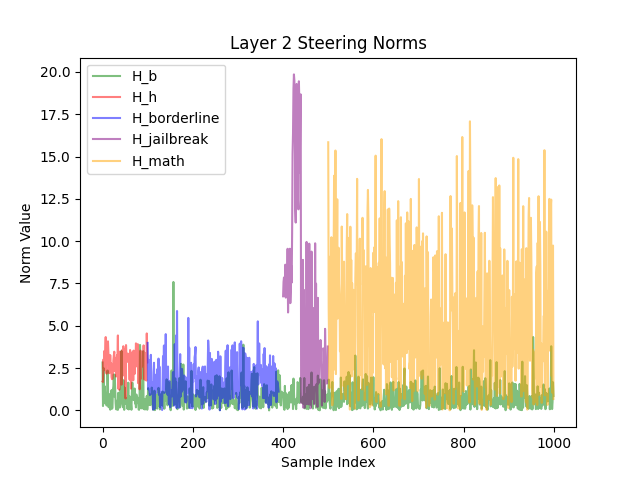 Layer 2 Steering Norms
H_b
H_h
H_borderline
H_jailbreak
H_math
Norm Value
20.0
17.5
15.0
12.5
10.0
7.5
5.0
2.5
0.0
0 200 400 600 800 1000
Sample Index